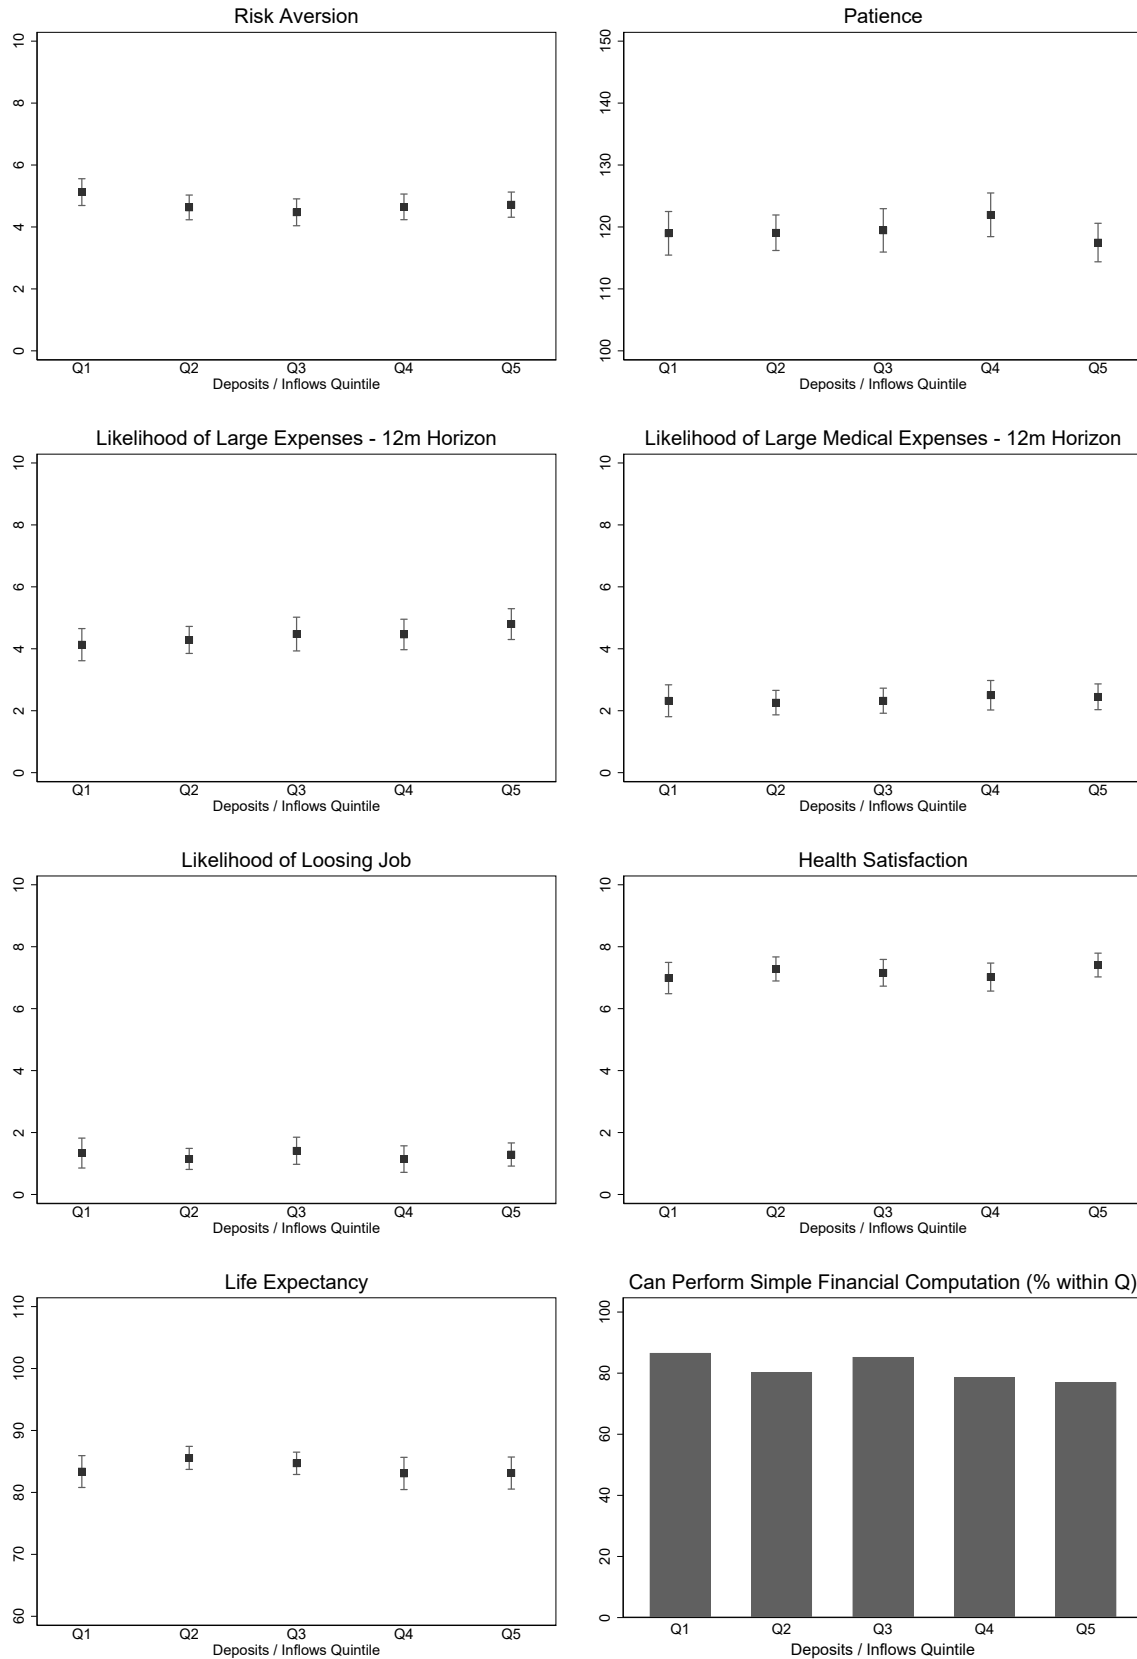 Risk Aversion
10
8
6
4
2
0
Q1 Q2 Q3 Q4 Q5
Deposits / Inflows Quintile
Patience
150
140
130
120
110
100
Q1 Q2 Q3 Q4 Q5
Deposits / Inflows Quintile
Likelihood of Large Expenses - 12m Horizon
10
8
6
4
2
0
Q1 Q2 Q3 Q4 Q5
Deposits / Inflows Quintile
Likelihood of Large Medical Expenses - 12m Horizon
10
8
6
4
2
0
Q1 Q2 Q3 Q4 Q5
Deposits / Inflows Quintile
Likelihood of Loosing Job
10
8
6
4
2
0
Q1 Q2 Q3 Q4 Q5
Deposits / Inflows Quintile
Health Satisfaction
10
8
6
4
2
0
Q1 Q2 Q3 Q4 Q5
Deposits / Inflows Quintile
Life Expectancy
110
100
90
80
70
60
Q1 Q2 Q3 Q4 Q5
Deposits / Inflows Quintile
Can Perform Simple Financial Computation (% within Q)
100
80
60
40
20
0
Q1 Q2 Q3 Q4 Q5
Deposits / Inflows Quintile